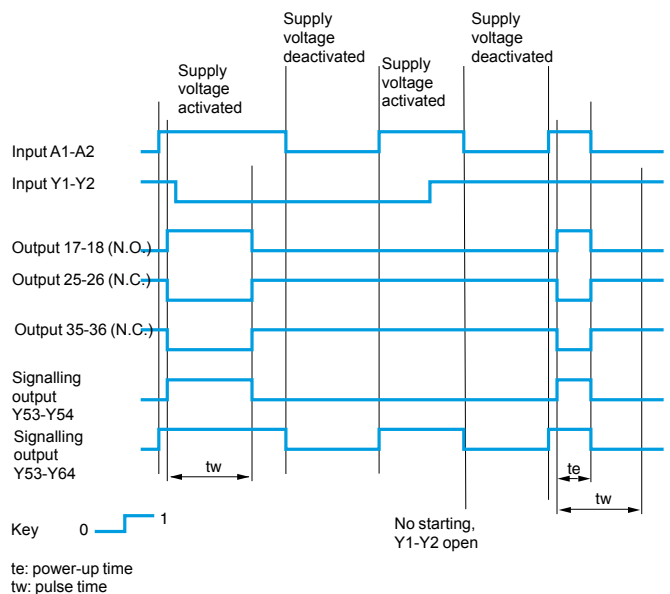 Supply
voltage
activated
Supply
voltage
deactivated
Supply
voltage
activated
Supply
voltage
deactivated
Input A1-A2
Input Y1-Y2
Output 17-18 (N.O.)
Output 25-26 (N.C.)
Output 35-36 (N.C.)
Signalling
output
Y53-Y54
Signalling
output
Y53-Y64
tw
te
tw
No starting,
Y1-Y2 open
Key 0 1
te: power-up time
tw: pulse time